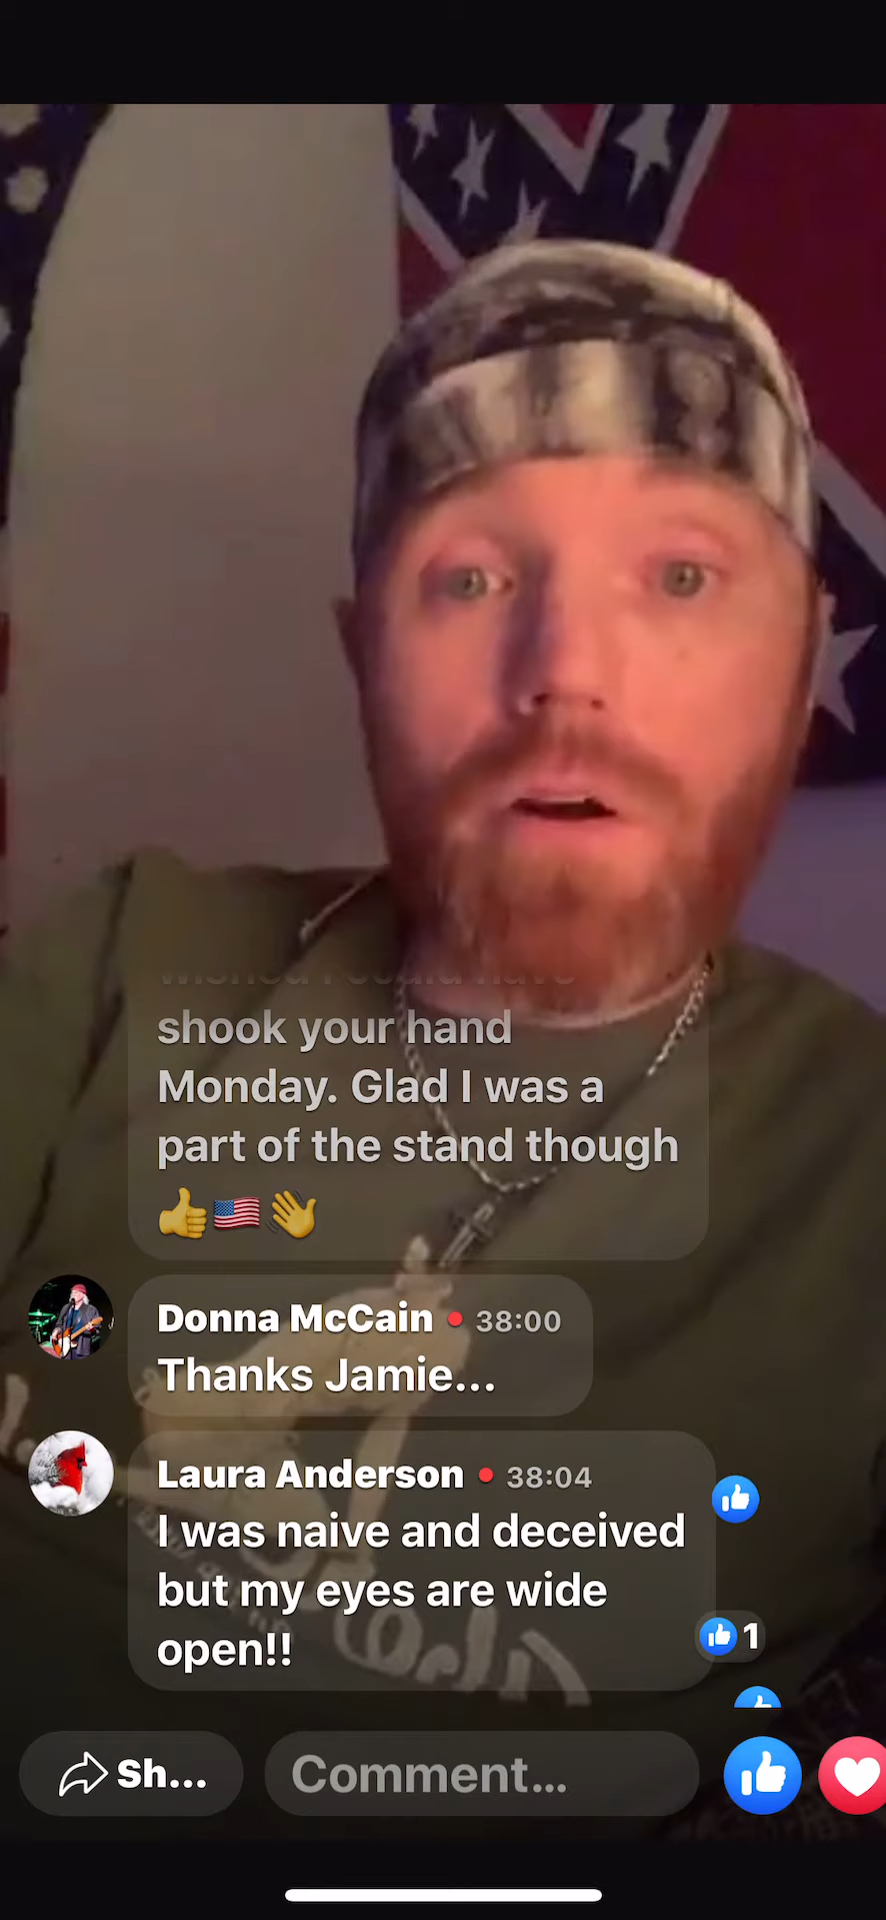 shook your hand
Monday. Glad I was a
part of the stand though
👍🇺🇸👋
Donna McCain • 38:00
Thanks Jamie...
Laura Anderson • 38:04
I was naive and deceived
but my eyes are wide
open!!
1
Sh...
Comment...